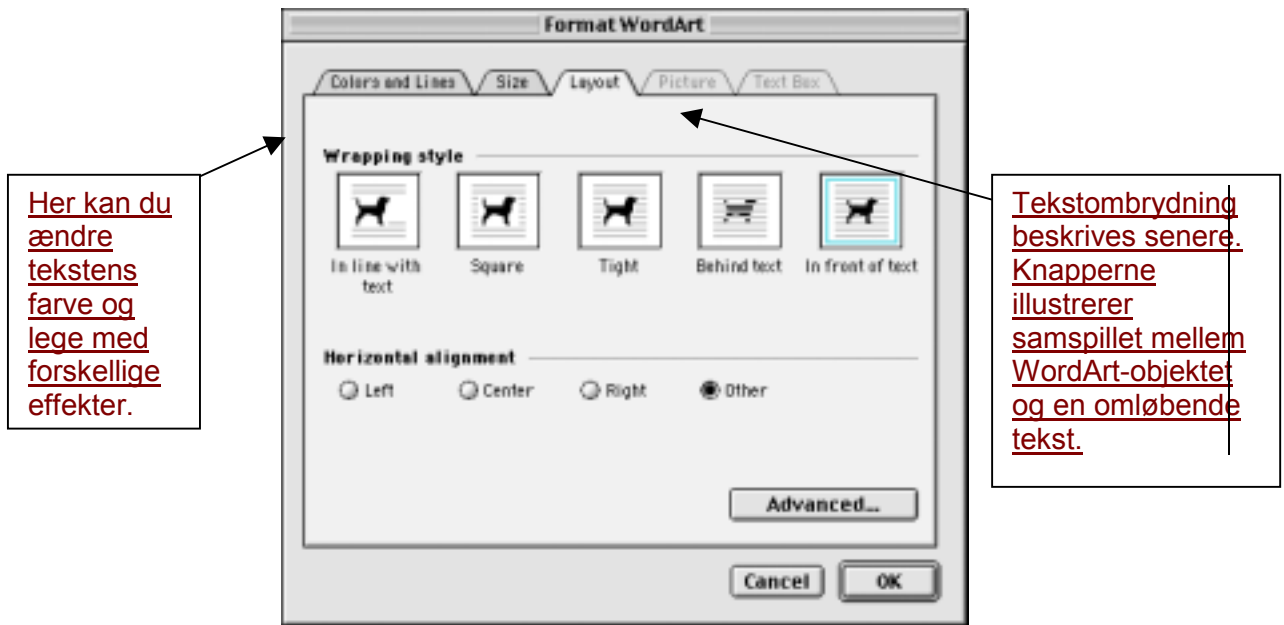 Format WordArt
Colors and Lines
Size
Layout
Picture
Text Box
Wrapping style
In line with
text
Square
Tight
Behind text
In front of text
Horizontal alignment
Left
Center
Right
Other
Advanced...
Cancel
OK
Her kan du
ændre
tekstens
farve og
lege med
forskellige
effekter.
Tekstombrydning
beskrives senere.
Knapperne
illustrerer
samspillet mellem
WordArt-objektet
og en omløbende
tekst.